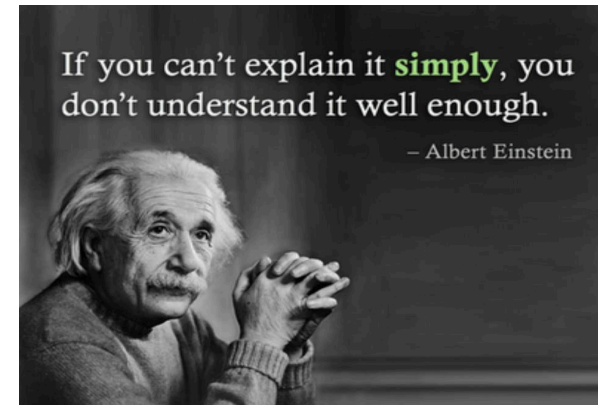 If you can’t explain it simply, you
don’t understand it well enough.
– Albert Einstein